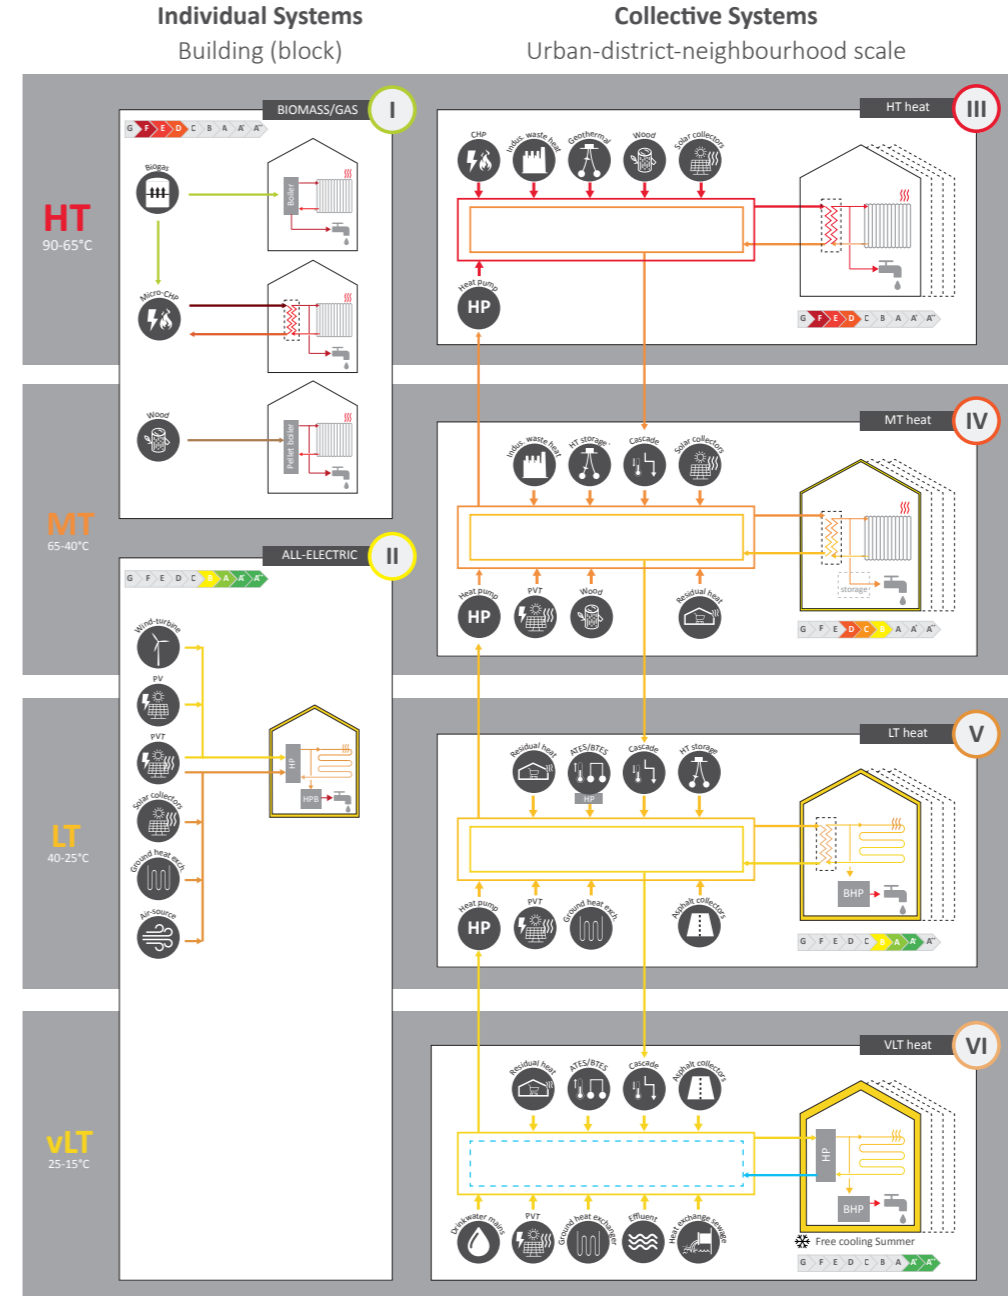 Individual Systems
Building (block)
Collective Systems
Urban-district-neighbourhood scale
HT
90-65°C
BIOMASS/GAS
I
G F E D C B A A+ A++
Biogas
Boiler
Micro-CHP
Wood
Pellet boiler
HT heat
III
CHP
Indus. waste heat
Geothermal
Wood
Solar collectors
Heat pump
HP
G F E D C B A A+ A++
MT
65-40°C
MT heat
IV
Indus. waste heat
HT storage
Cascade
Solar collectors
Heat pump
HP
PVT
Wood
Residual heat
storage
G F E D C B A A+ A++
ALL-ELECTRIC
II
G F E D C B A A+ A++
Wind-turbine
PV
PVT
Solar collectors
Ground heat exch.
Air-source
HP
HPB
LT
40-25°C
LT heat
V
Residual heat
ATES/BTES
HP
Cascade
HT storage
Heat pump
HP
PVT
Ground heat exch.
Asphalt collectors
BHP
G F E D C B A A+ A++
vLT
25-15°C
VLT heat
VI
Residual heat
ATES/BTES
Cascade
Asphalt collectors
Drinkwater mains
PVT
Ground heat exchanger
Effluent
Heat exchange sewage
HP
BHP
Free cooling Summer
G F E D C B A A+ A++